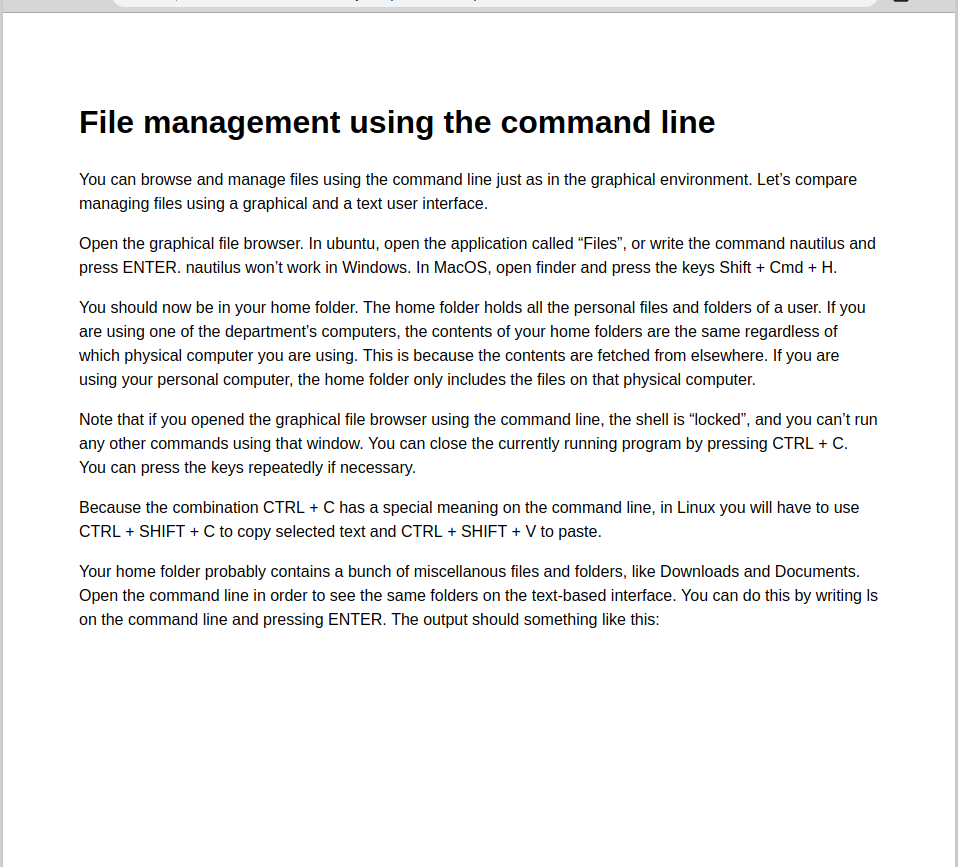 File management using the command line
You can browse and manage files using the command line just as in the graphical environment. Let’s compare
managing files using a graphical and a text user interface.
Open the graphical file browser. In ubuntu, open the application called “Files”, or write the command nautilus and
press ENTER. nautilus won’t work in Windows. In MacOS, open finder and press the keys Shift + Cmd + H.
You should now be in your home folder. The home folder holds all the personal files and folders of a user. If you
are using one of the department’s computers, the contents of your home folders are the same regardless of
which physical computer you are using. This is because the contents are fetched from elsewhere. If you are
using your personal computer, the home folder only includes the files on that physical computer.
Note that if you opened the graphical file browser using the command line, the shell is “locked”, and you can’t run
any other commands using that window. You can close the currently running program by pressing CTRL + C.
You can press the keys repeatedly if necessary.
Because the combination CTRL + C has a special meaning on the command line, in Linux you will have to use
CTRL + SHIFT + C to copy selected text and CTRL + SHIFT + V to paste.
Your home folder probably contains a bunch of miscellanous files and folders, like Downloads and Documents.
Open the command line in order to see the same folders on the text-based interface. You can do this by writing ls
on the command line and pressing ENTER. The output should something like this: